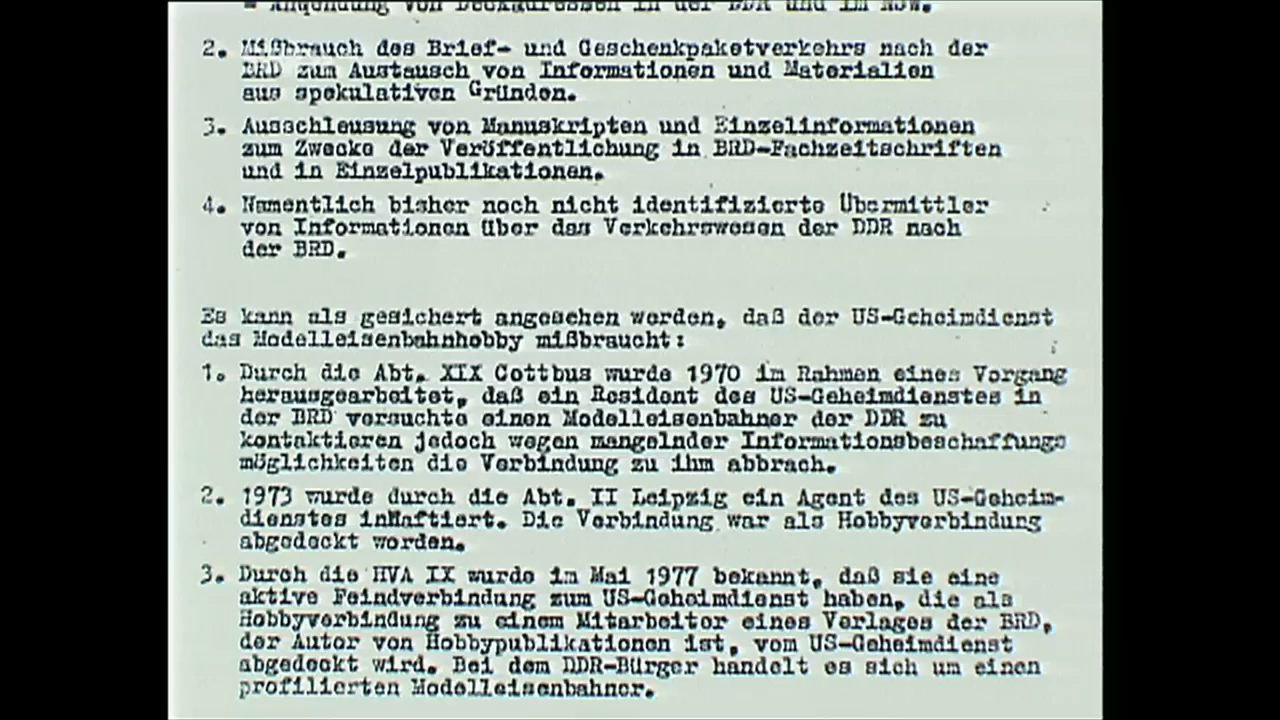 - Anwendung von Deckadressen in der DDR und im NSW.
2. Mißbrauch des Brief- und Geschenkpaketverkehrs nach der
BRD zum Austausch von Informationen und Materialien
aus spekulativen Gründen.
3. Ausschleusung von Manuskripten und Einzelinformationen
zum Zwecke der Veröffentlichung in BRD-Fachzeitschriften
und in Einzelpublikationen.
4. Namentlich bisher noch nicht identifizierte Übermittler
von Informationen über das Verkehrswesen der DDR nach
der BRD.
Es kann als gesichert angesehen werden, daß der US-Geheimdienst
das Modelleisenbahnhobby mißbraucht:
1. Durch die Abt. XIX Cottbus wurde 1970 im Rahmen eines Vorgang
herausgearbeitet, daß ein Resident des US-Geheimdienstes in
der BRD versuchte einen Modelleisenbahner der DDR zu
kontaktieren jedoch wegen mangelnder Informationsbeschaffungs
möglichkeiten die Verbindung zu ihm abbrach.
2. 1973 wurde durch die Abt. II Leipzig ein Agent des US-Geheim-
dienstes inhaftiert. Die Verbindung war als Hobbyverbindung
abgedeckt worden.
3. Durch die HVA IX wurde im Mai 1977 bekannt, daß sie eine
aktive Feindverbindung zum US-Geheimdienst haben, die als
Hobbyverbindung zu einem Mitarbeiter eines Verlages der BRD,
der Autor von Hobbypublikationen ist, vom US-Geheimdienst
abgedeckt wird. Bei dem DDR-Bürger handelt es sich um einen
profilierten Modelleisenbahner.